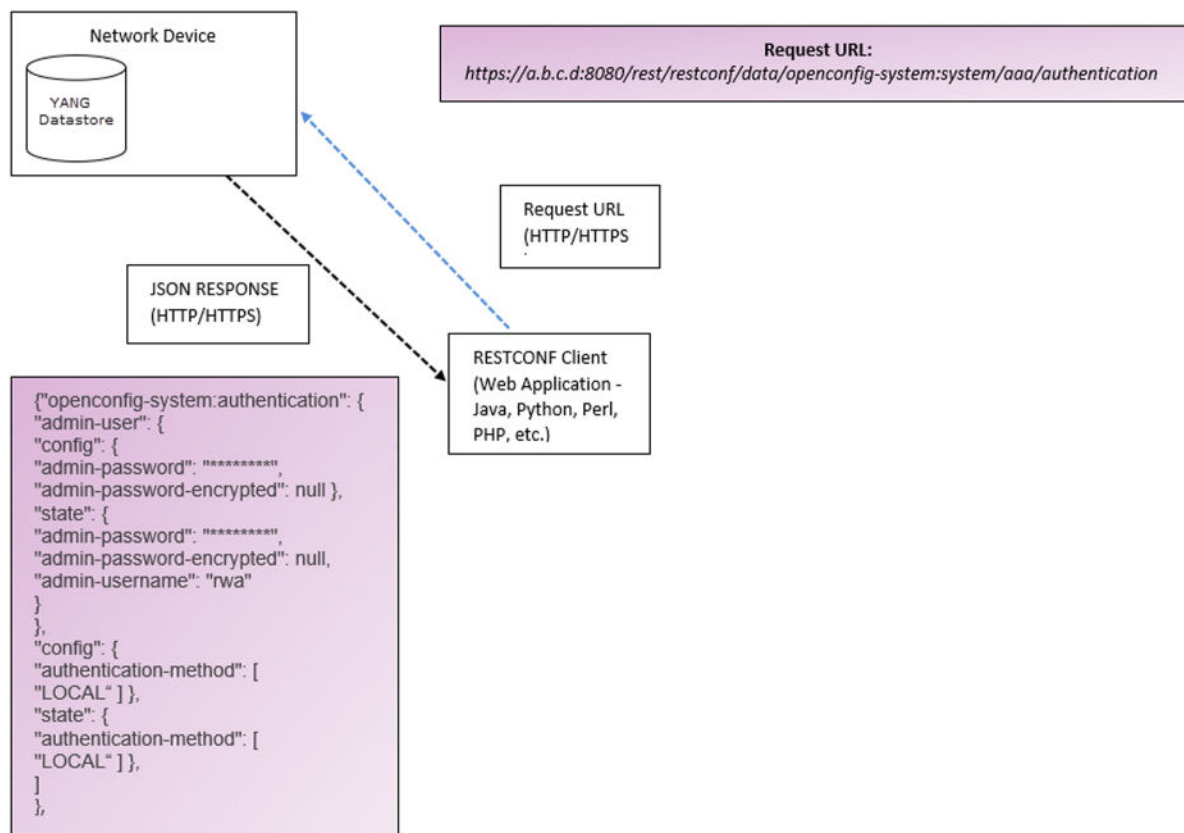 Network Device
YANG
Datastore
Request URL:
https://a.b.c.d:8080/rest/restconf/data/openconfig-system:system/aaa/authentication
Request URL
(HTTP/HTTPS
JSON RESPONSE
(HTTP/HTTPS)
RESTCONF Client
(Web Application -
Java, Python, Perl,
PHP, etc.)
{"openconfig-system:authentication": {
"admin-user": {
"config": {
"admin-password": "********",
"admin-password-encrypted": null },
"state": {
"admin-password": "********",
"admin-password-encrypted": null,
"admin-username": "rwa"
}
},
"config": {
"authentication-method": [
"LOCAL“ ] },
"state": {
"authentication-method": [
"LOCAL“ ] },
]
},